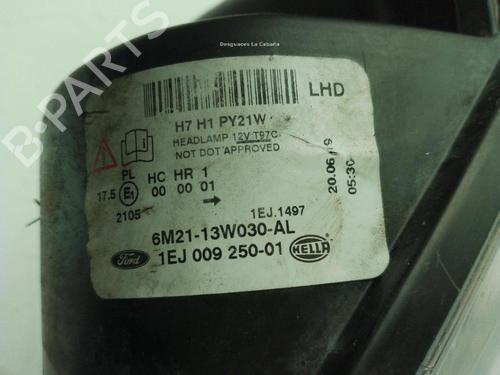 Desguaces La Cabaña
B-PARTS
LHD
H7 H1 PY21W
HEADLAMP 12V T97C
NOT DOT APPROVED
PL HC HR 1
17.5 E1 00 00 01
2105
1EJ.1497
20.06.19
05:30
6M21-13W030-AL
Ford 1EJ 009 250-01 HELLA